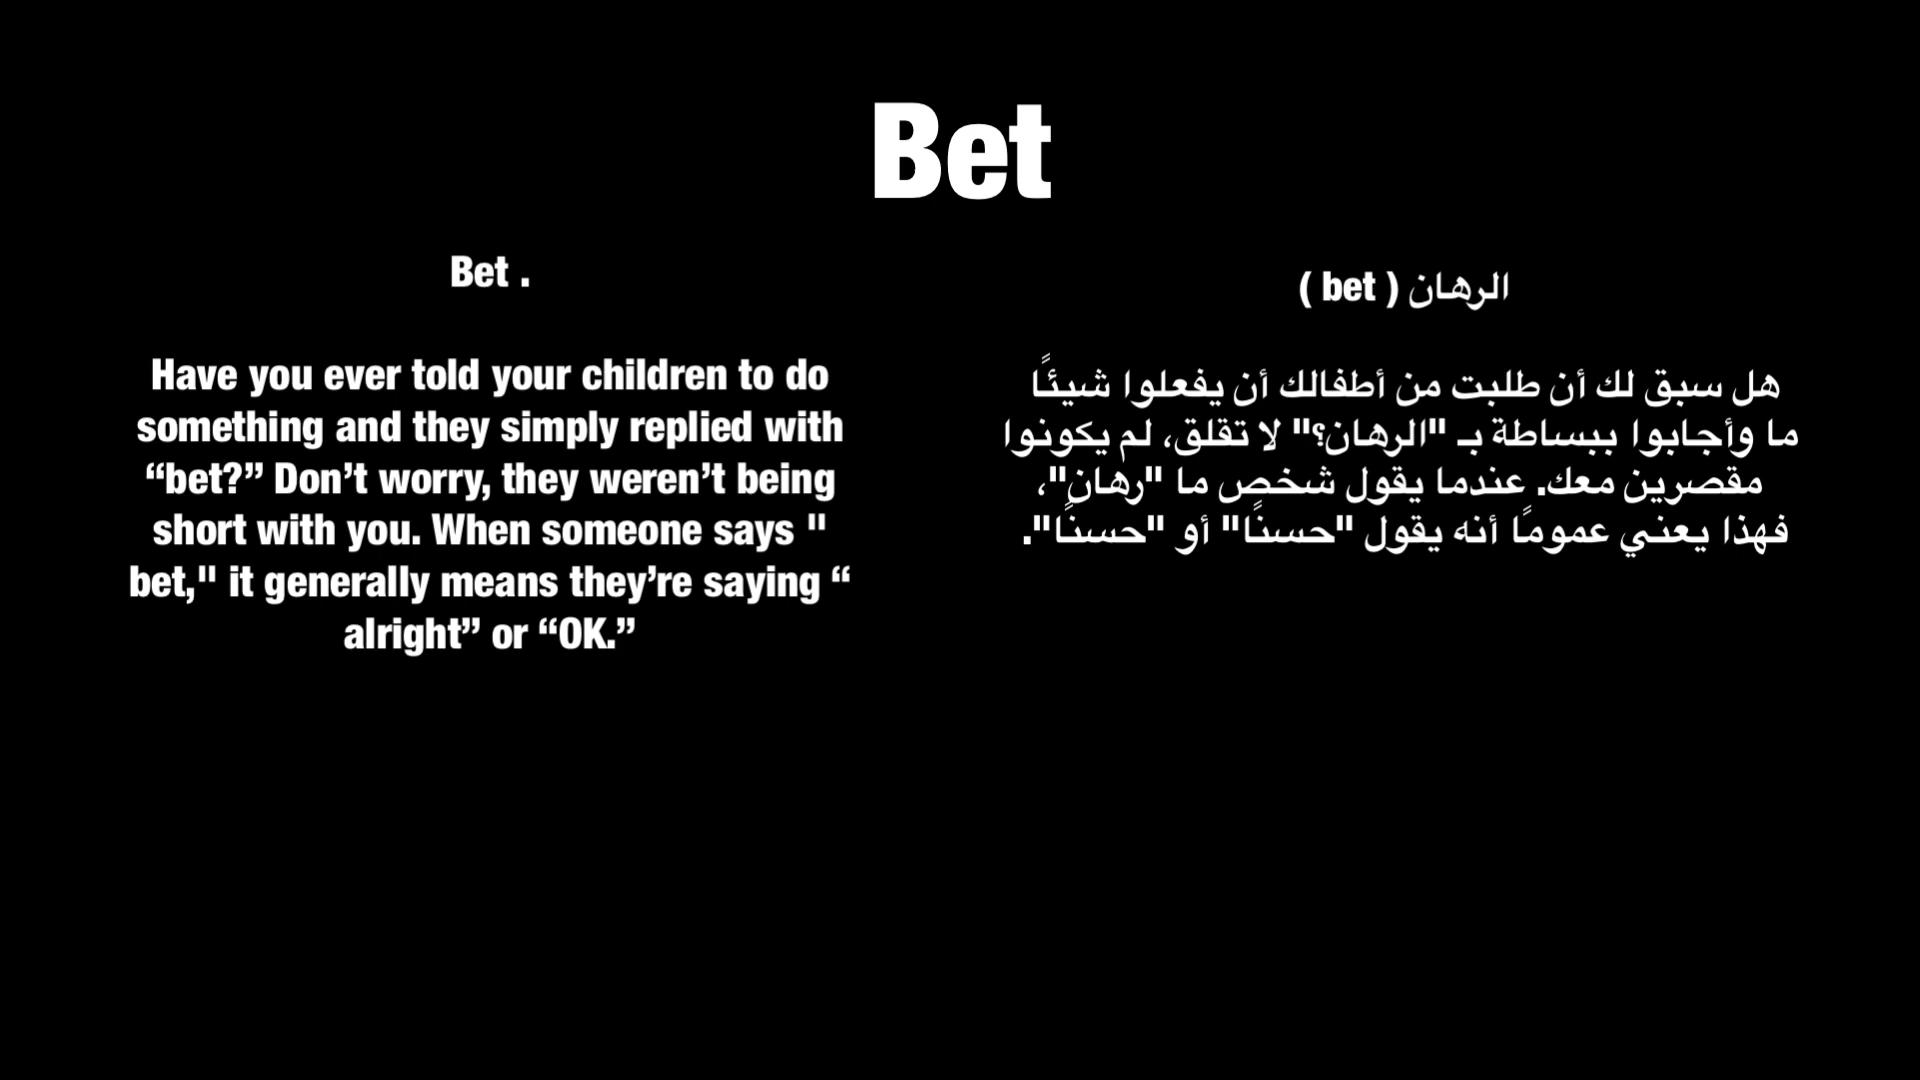 Bet
Bet .
Have you ever told your children to do
something and they simply replied with
“bet?” Don’t worry, they weren’t being
short with you. When someone says "
bet," it generally means they’re saying “
alright” or “OK.”
الرهان ( bet )
هل سبق لك أن طلبت من أطفالك أن يفعلوا شيئًا
ما وأجابوا ببساطة بـ "الرهان؟" لا تقلق، لم يكونوا
مقصرين معك. عندما يقول شخص ما "رهان"،
فهذا يعني عمومًا أنه يقول "حسنًا" أو "حسنًا".